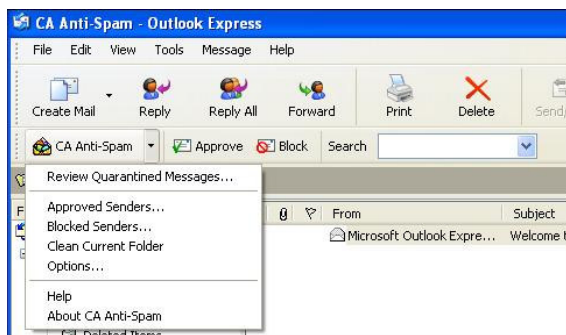 CA Anti-Spam - Outlook Express
File Edit View Tools Message Help
Create Mail Reply Reply All Forward Print Delete Send/
CA Anti-Spam Approve Block Search
Review Quarantined Messages...
F From Subject
Approved Senders...
Microsoft Outlook Expre... Welcome t
Blocked Senders...
Clean Current Folder
Options...
Help
About CA Anti-Spam
Deleted Items